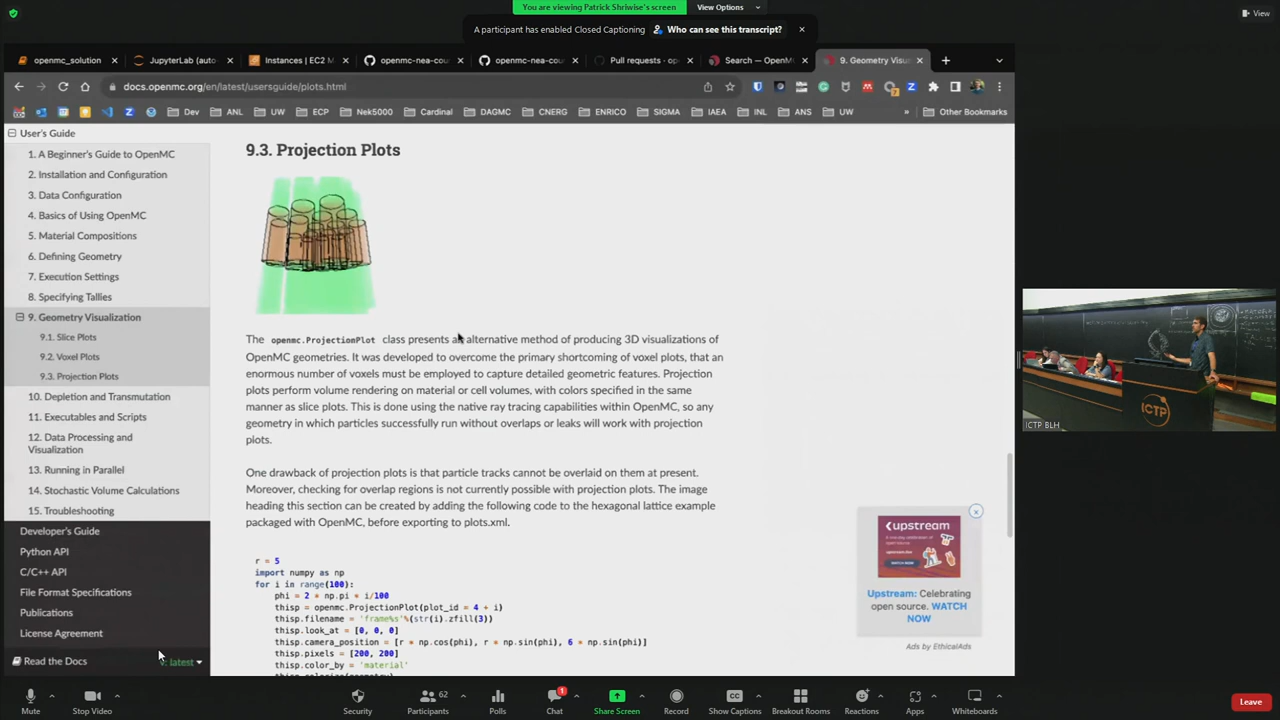 You are viewing Patrick Shriwise's screen View Options
A participant has enabled Closed Captioning Who can see this transcript?
View
openmc_solution
JupyterLab (auto-
Instances | EC2 M
openmc-nea-cou
openmc-nea-cou
Pull requests · op
Search — OpenM
9. Geometry Visu
docs.openmc.org/en/latest/usersguide/plots.html
Dev ANL UW ECP Nek5000 Cardinal DAGMC CNERG ENRICO SIGMA IAEA INL ANS UW » Other Bookmarks
User's Guide
1. A Beginner's Guide to OpenMC
2. Installation and Configuration
3. Data Configuration
4. Basics of Using OpenMC
5. Material Compositions
6. Defining Geometry
7. Execution Settings
8. Specifying Tallies
9. Geometry Visualization
9.1. Slice Plots
9.2. Voxel Plots
9.3. Projection Plots
10. Depletion and Transmutation
11. Executables and Scripts
12. Data Processing and
Visualization
13. Running in Parallel
14. Stochastic Volume Calculations
15. Troubleshooting
Developer's Guide
Python API
C/C++ API
File Format Specifications
Publications
License Agreement
Read the Docs
latest
9.3. Projection Plots
The openmc.ProjectionPlot class presents an alternative method of producing 3D visualizations of
OpenMC geometries. It was developed to overcome the primary shortcoming of voxel plots, that an
enormous number of voxels must be employed to capture detailed geometric features. Projection
plots perform volume rendering on material or cell volumes, with colors specified in the same
manner as slice plots. This is done using the native ray tracing capabilities within OpenMC, so any
geometry in which particles successfully run without overlaps or leaks will work with projection
plots.
One drawback of projection plots is that particle tracks cannot be overlaid on them at present.
Moreover, checking for overlap regions is not currently possible with projection plots. The image
heading this section can be created by adding the following code to the hexagonal lattice example
packaged with OpenMC, before exporting to plots.xml.
r = 5
import numpy as np
for i in range(100):
phi = 2 * np.pi * i/100
thisp = openmc.ProjectionPlot(plot_id = 4 + i)
thisp.filename = 'frame%s'%(str(i).zfill(3))
thisp.look_at = [0, 0, 0]
thisp.camera_position = [r * np.cos(phi), r * np.sin(phi), 6 * np.sin(phi)]
thisp.pixels = [200, 200]
thisp.color_by = 'material'
upstream
Upstream: Celebrating
open source. WATCH
NOW
Ads by EthicalAds
ICTP
ICTP BLH
Mute
Stop Video
Security
62
Participants
Polls
1
Chat
Share Screen
Record
Show Captions
Breakout Rooms
Reactions
Apps
Whiteboards
Leave